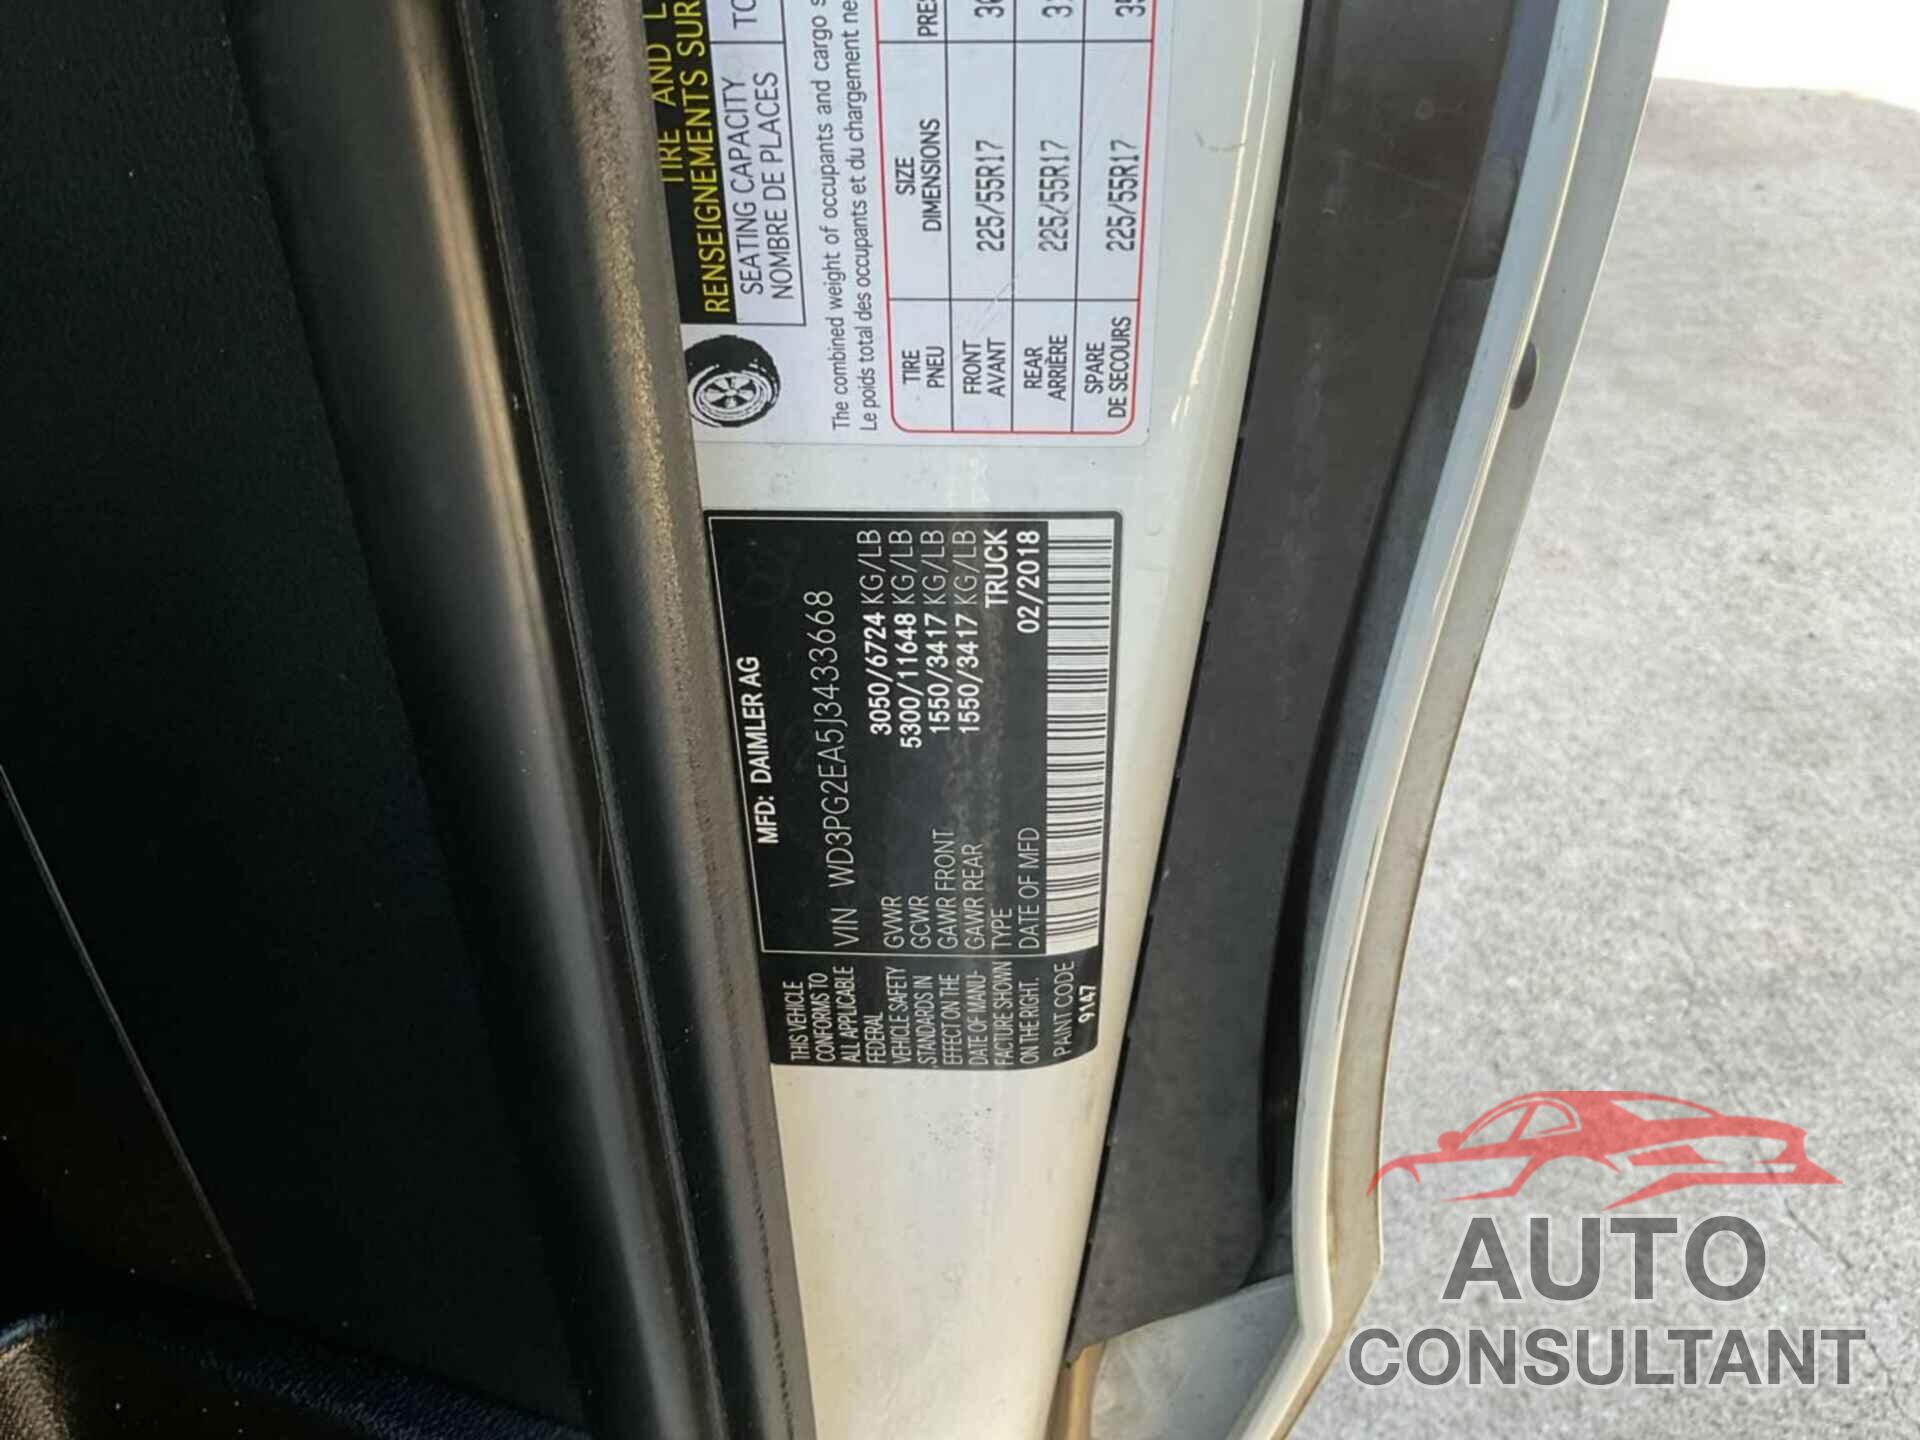 TIRE AND L
RENSEIGNEMENTS SUR
SEATING CAPACITY
NOMBRE DE PLACES
The combined weight of occupants and cargo s
Le poids total des occupants et du chargement ne
TIRE
PNEU
SIZE
DIMENSIONS
PRES
FRONT
AVANT
225/55R17
REAR
ARRIÈRE
225/55R17
SPARE
DE SECOURS
225/55R17
MFD: DAIMLER AG
VIN WD3PG2EA5J3433668
GVWR 3050/6724 KG/LB
GCWR 5300/11648 KG/LB
GAWR FRONT 1550/3417 KG/LB
GAWR REAR 1550/3417 KG/LB
TYPE TRUCK
DATE OF MFD 02/2018
THIS VEHICLE
CONFORMS TO
ALL APPLICABLE
FEDERAL
VEHICLE SAFETY
STANDARDS IN
EFFECT ON THE
DATE OF MANU-
FACTURE SHOWN
ON THE RIGHT.
PAINT CODE
9147
AUTO
CONSULTANT